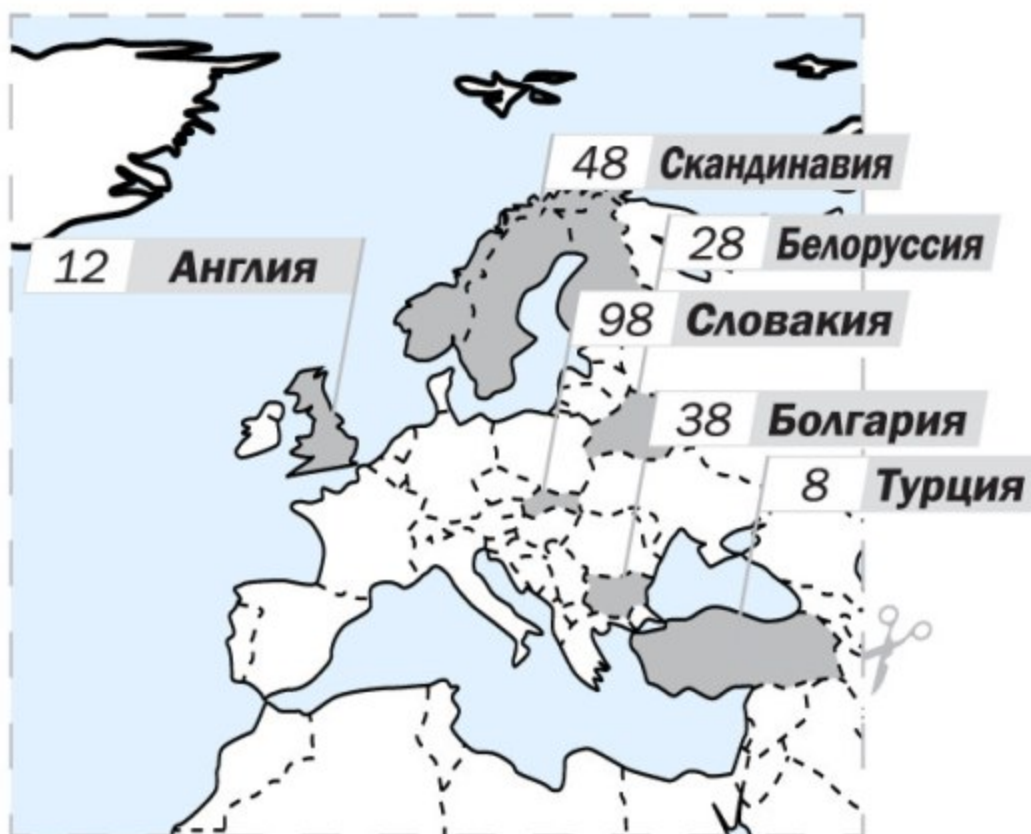 48 Скандинавия
28 Белоруссия
12 Англия
98 Словакия
38 Болгария
8 Турция